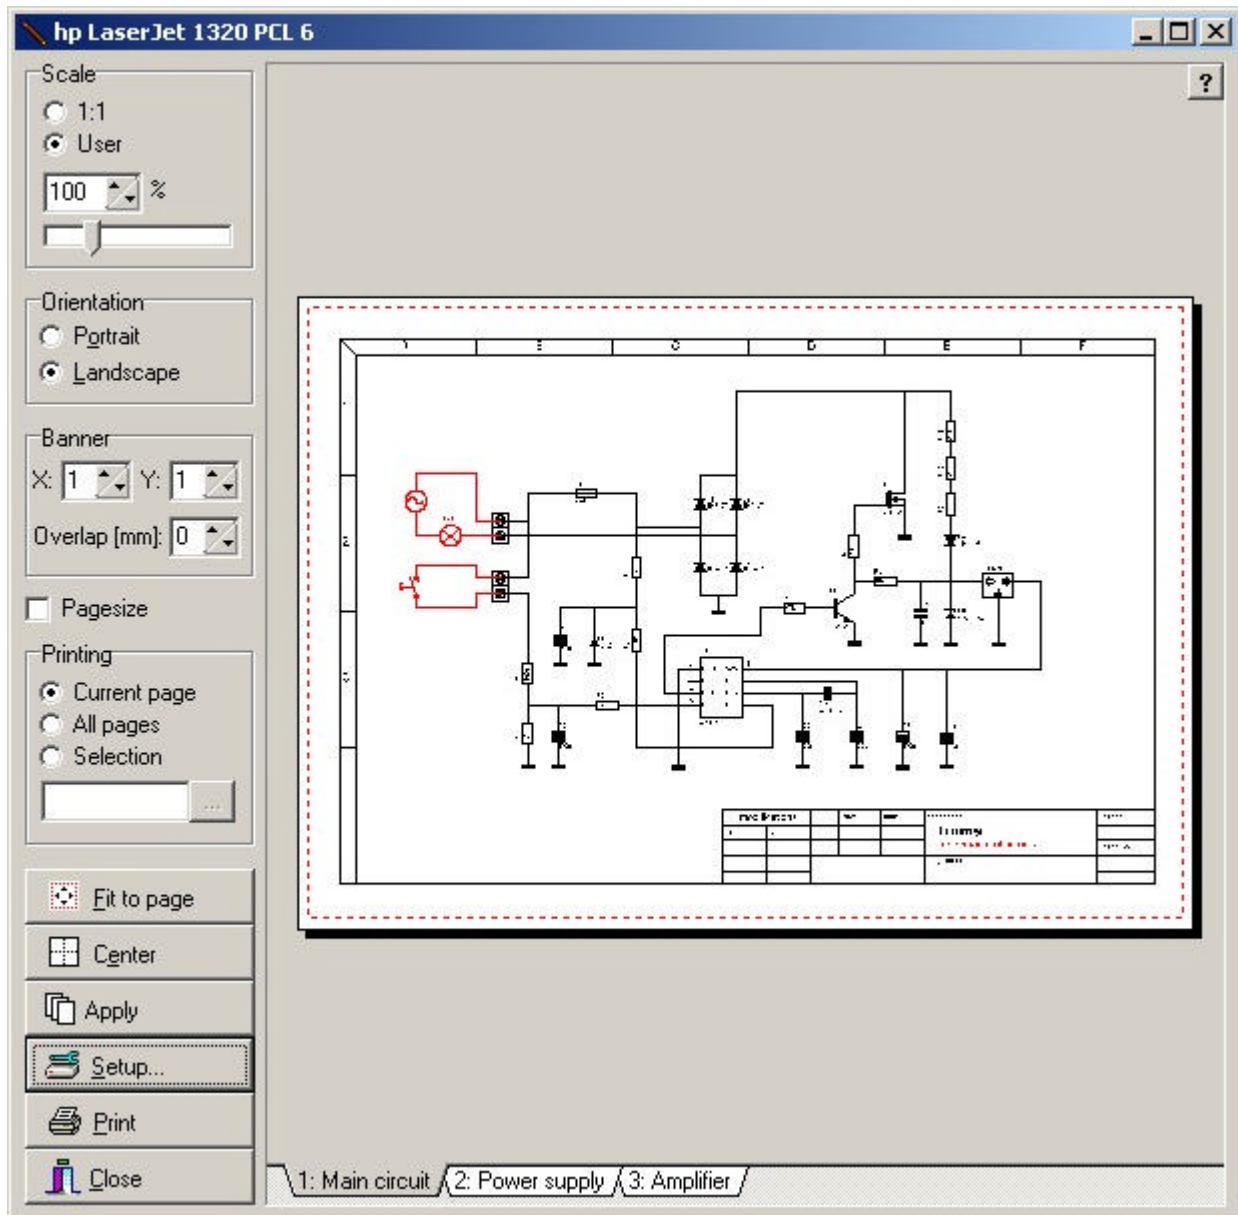 hp LaserJet 1320 PCL 6
?
Scale
1:1
User
100 %
Orientation
Portrait
Landscape
Banner
X: 1 Y: 1
Overlap [mm]: 0
Pagesize
Printing
Current page
All pages
Selection
...
Fit to page
Center
Apply
Setup...
Print
Close
B C D E F
1: Main circuit 2: Power supply 3: Amplifier